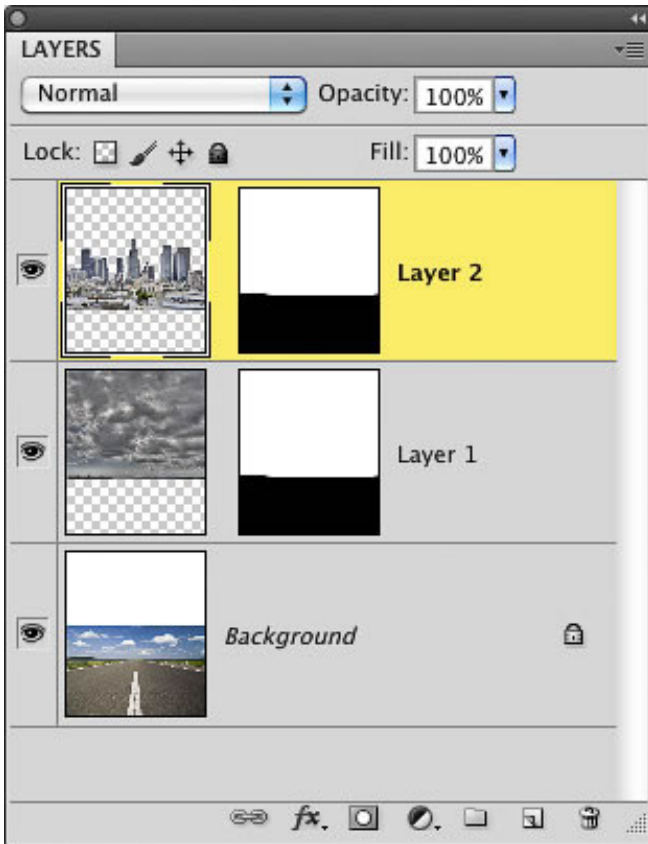 LAYERS
Normal Opacity: 100%
Lock: Fill: 100%
Layer 2
Layer 1
Background
fx.